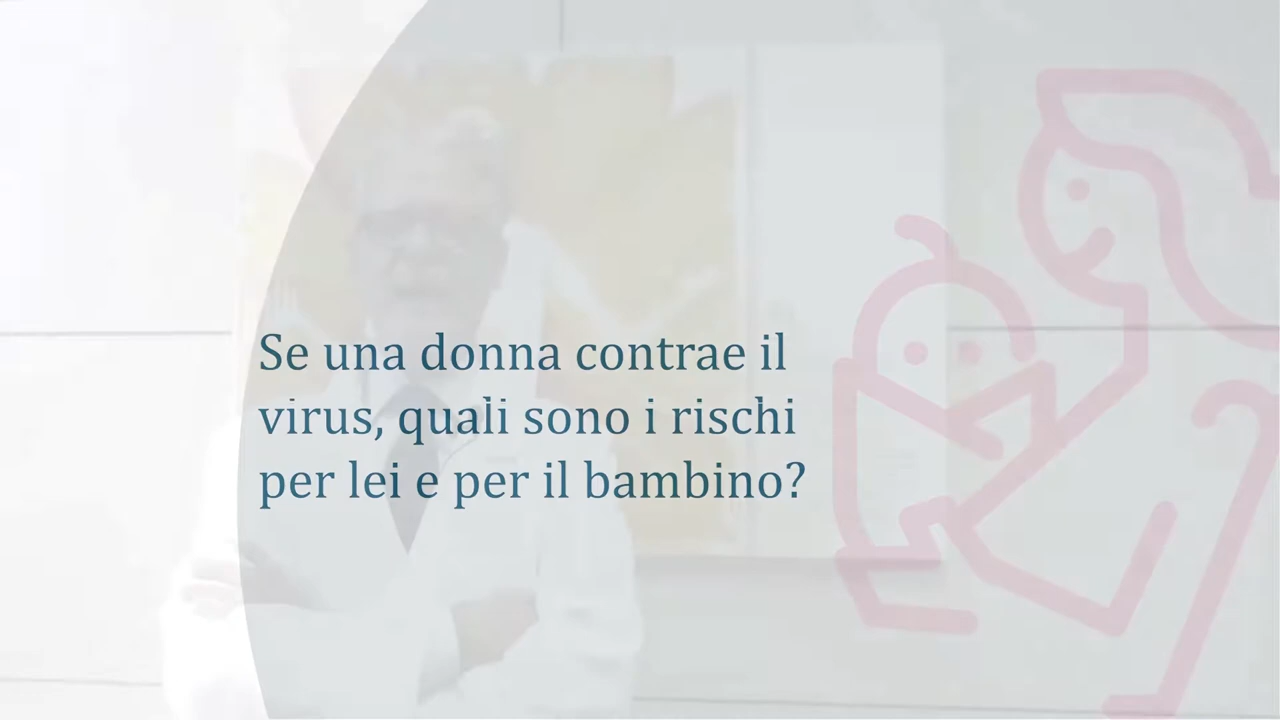 Se una donna contrae il
virus, quali sono i rischi
per lei e per il bambino?